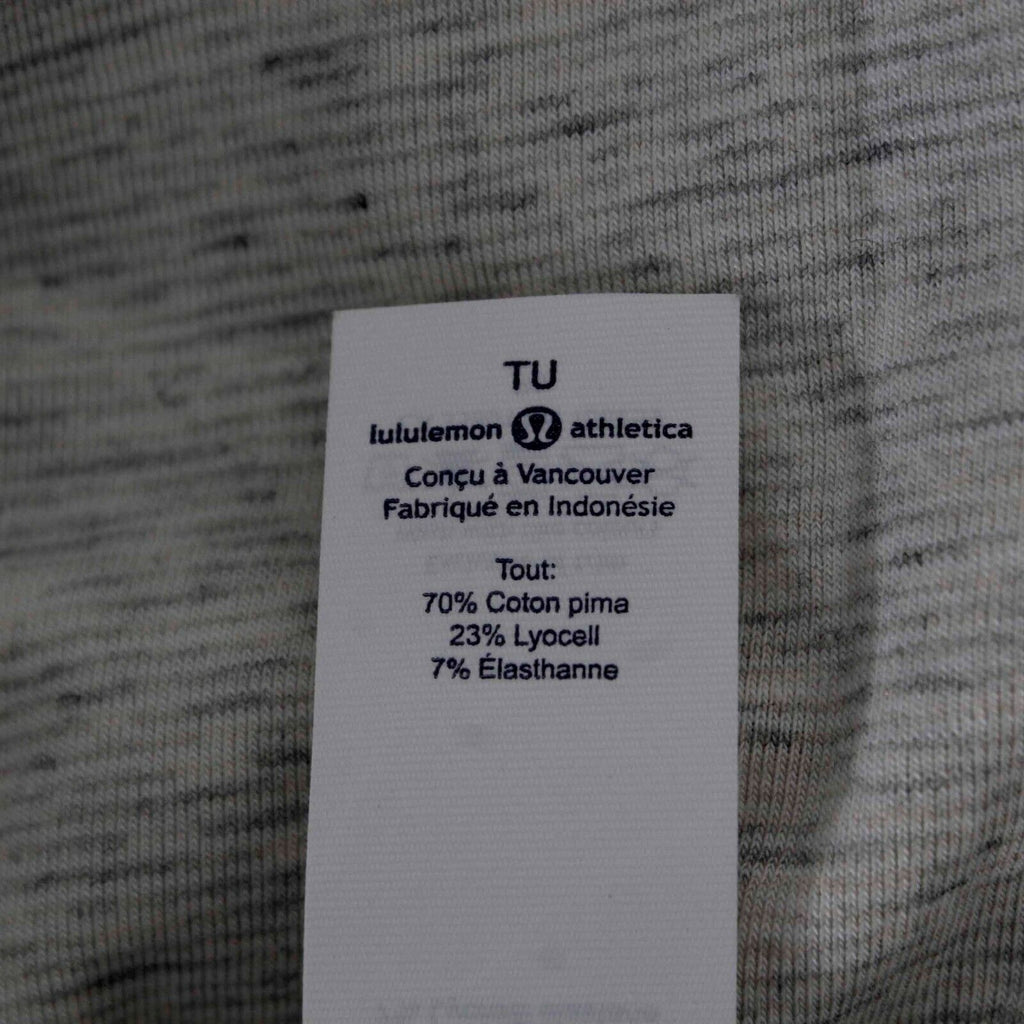 TU
lululemon athletica
Conçu à Vancouver
Fabriqué en Indonésie
Tout:
70% Coton pima
23% Lyocell
7% Élasthanne